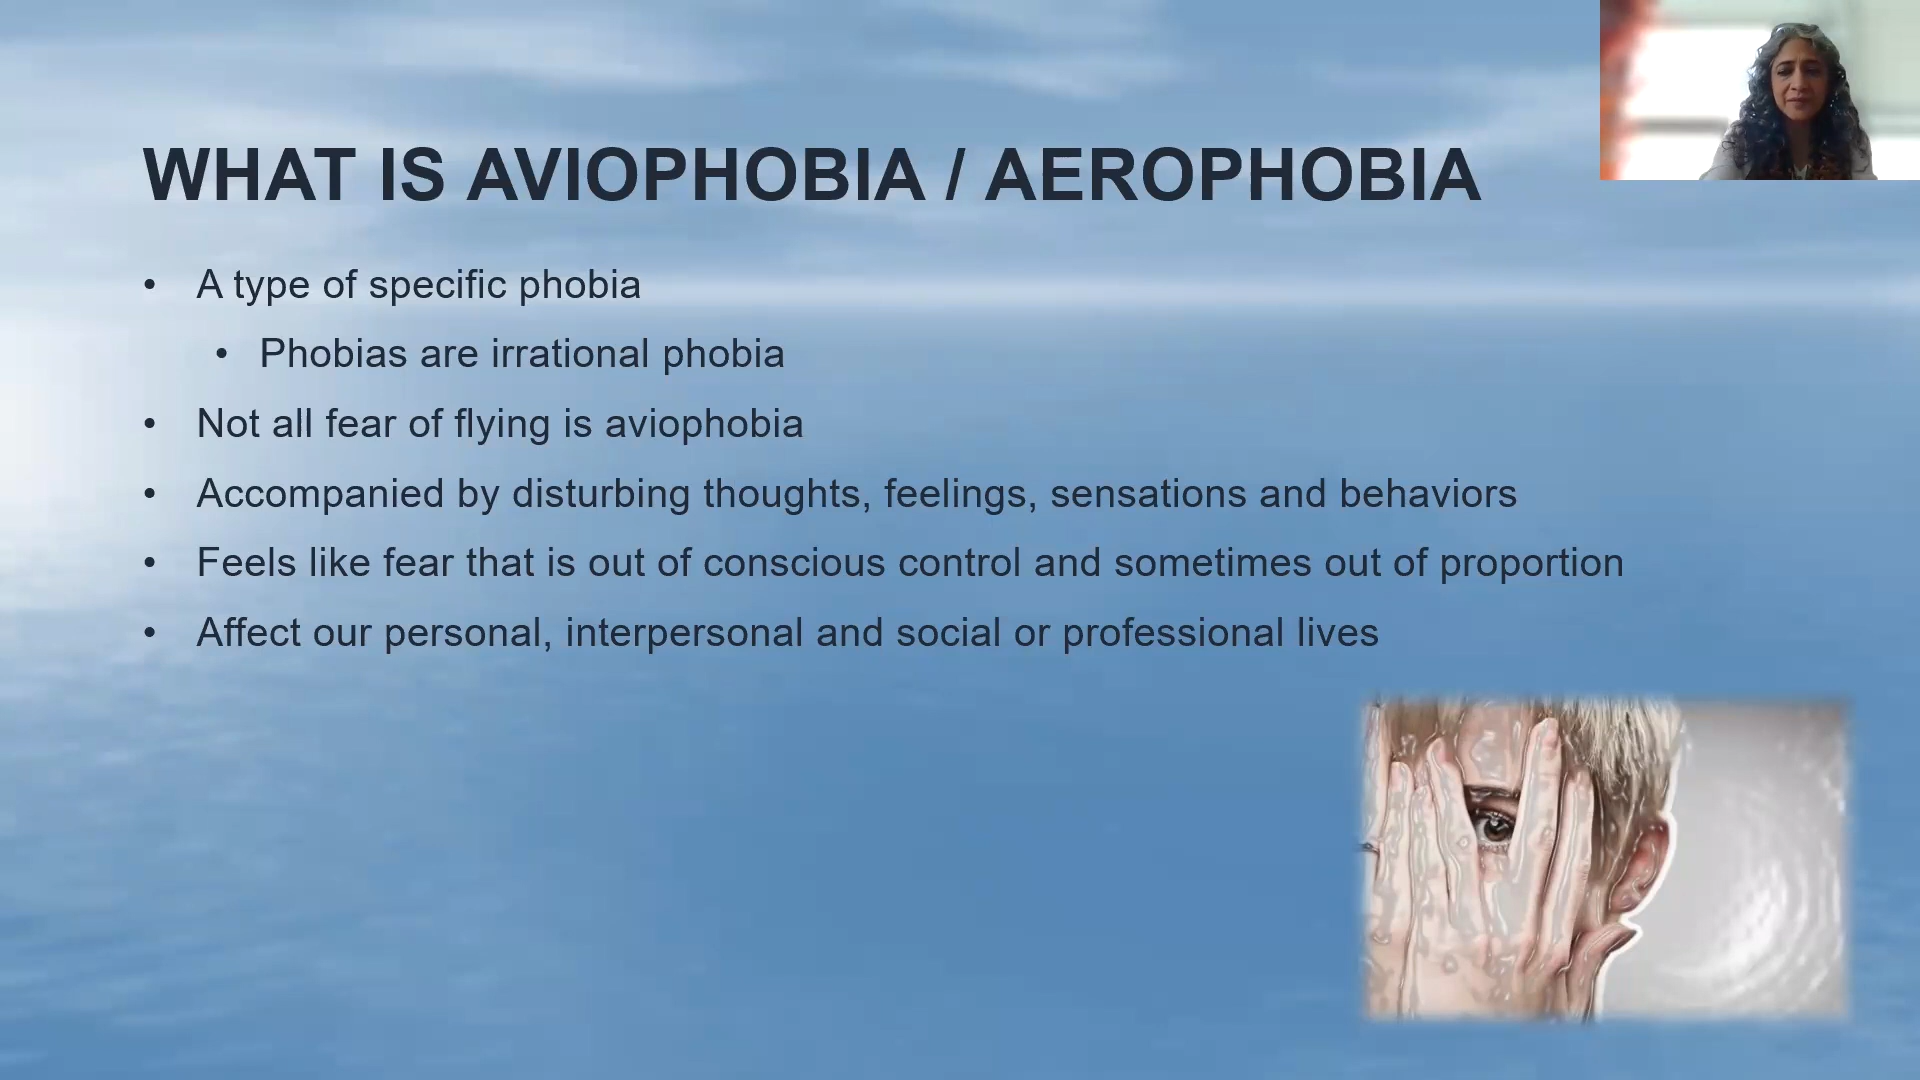 WHAT IS AVIOPHOBIA / AEROPHOBIA
• A type of specific phobia
• Phobias are irrational phobia
• Not all fear of flying is aviophobia
• Accompanied by disturbing thoughts, feelings, sensations and behaviors
• Feels like fear that is out of conscious control and sometimes out of proportion
• Affect our personal, interpersonal and social or professional lives